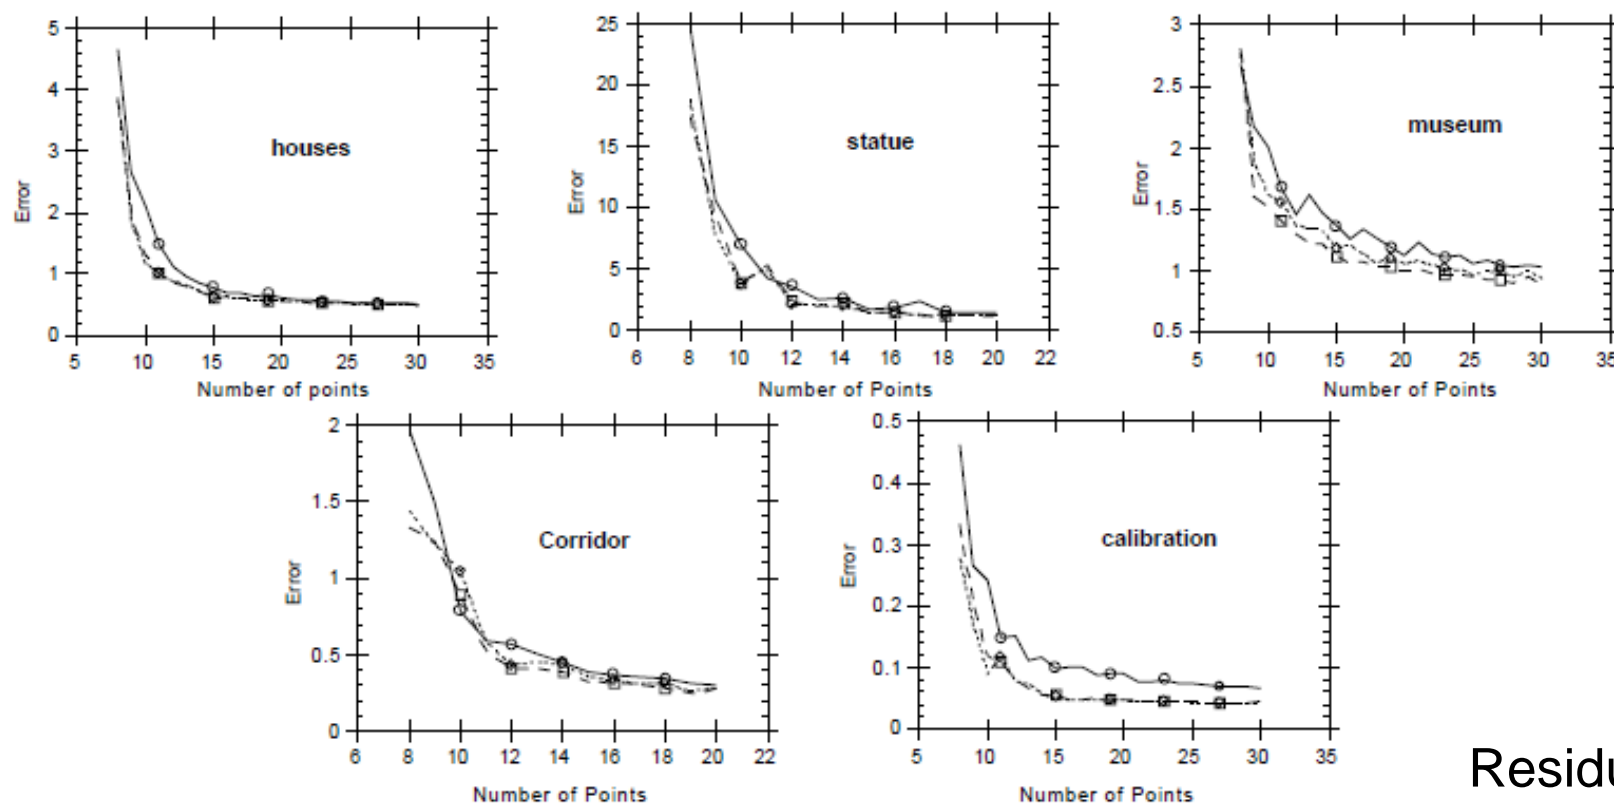 houses
Error
5
4
3
2
1
0
5 10 15 20 25 30 35
Number of points
statue
Error
25
20
15
10
5
0
6 8 10 12 14 16 18 20 22
Number of Points
museum
Error
3
2.5
2
1.5
1
0.5
5 10 15 20 25 30 35
Number of Points
Corridor
Error
2
1.5
1
0.5
0
6 8 10 12 14 16 18 20 22
Number of Points
calibration
Error
0.5
0.4
0.3
0.2
0.1
0
5 10 15 20 25 30 35
Number of Points
Residu